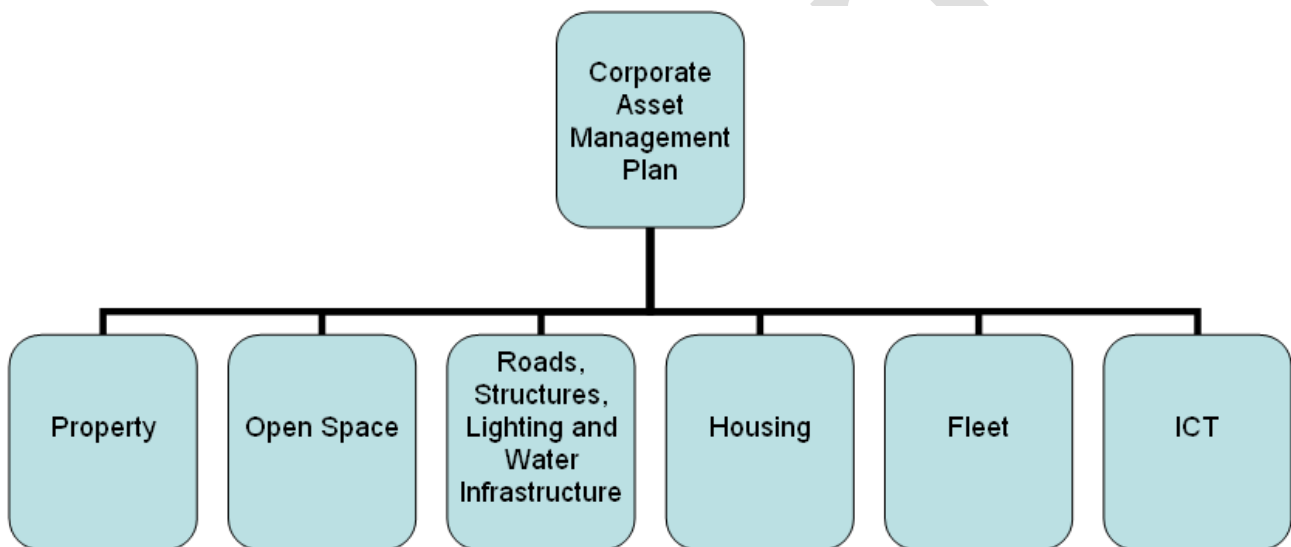 Corporate
Asset
Management
Plan
Property
Open Space
Roads,
Structures,
Lighting and
Water
Infrastructure
Housing
Fleet
ICT